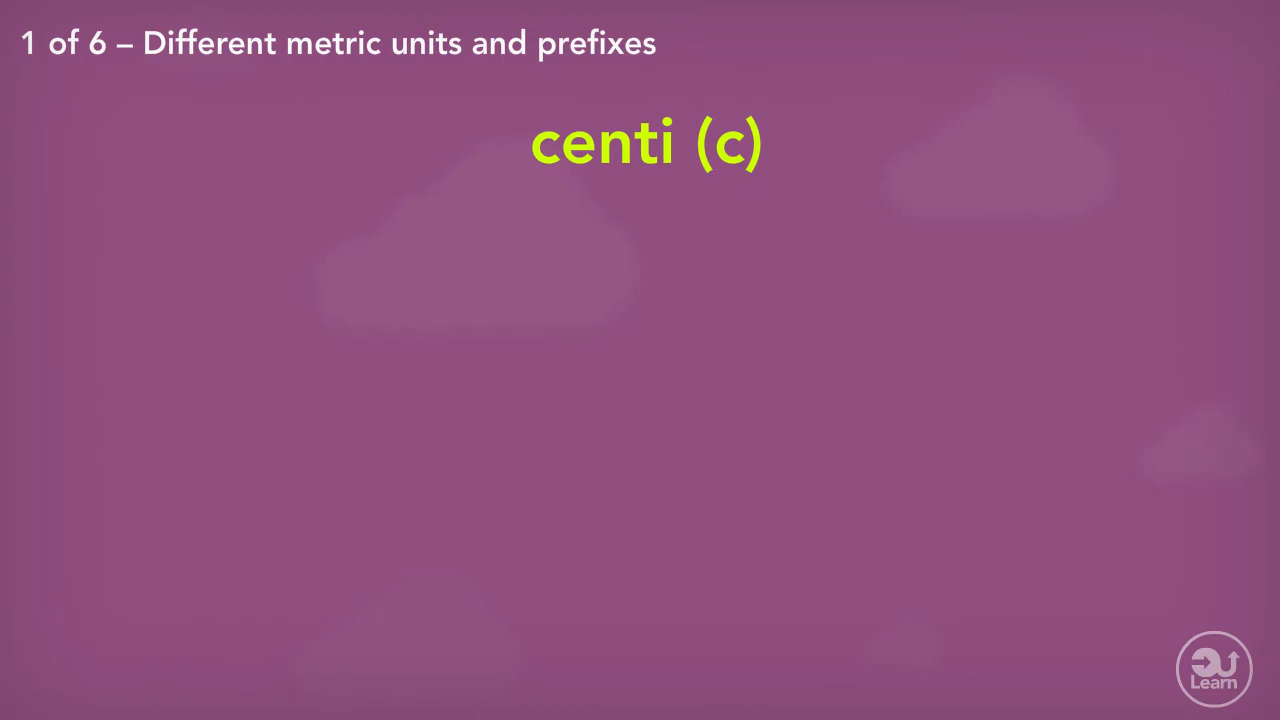 1 of 6 – Different metric units and prefixes
centi (c)
Learn